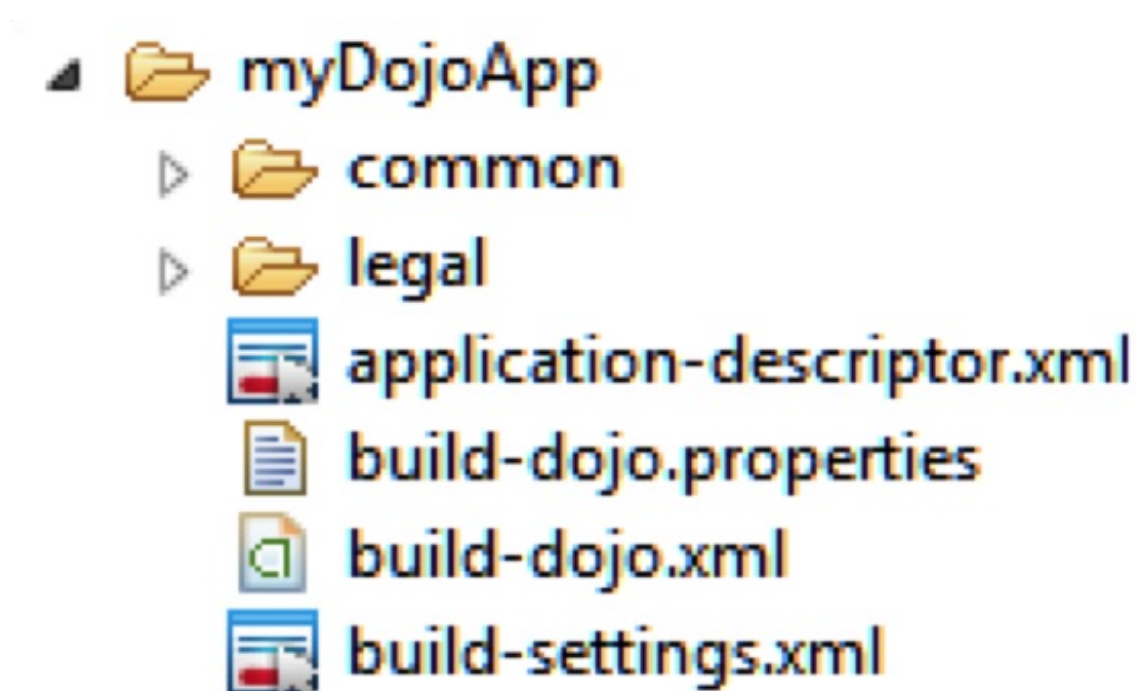 myDojoApp
common
legal
application-descriptor.xml
build-dojo.properties
build-dojo.xml
build-settings.xml